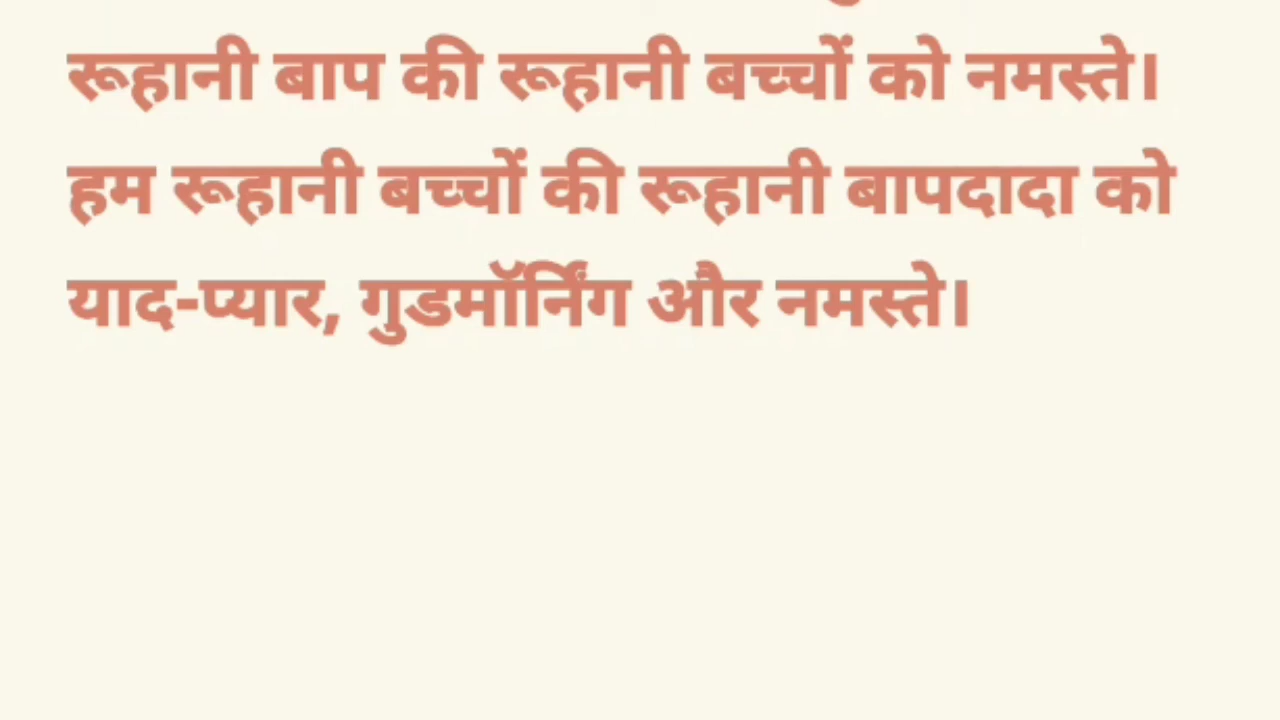 रूहानी बाप की रूहानी बच्चों को नमस्ते।
हम रूहानी बच्चों की रूहानी बापदादा को
याद-प्यार, गुडमॉर्निंग और नमस्ते।